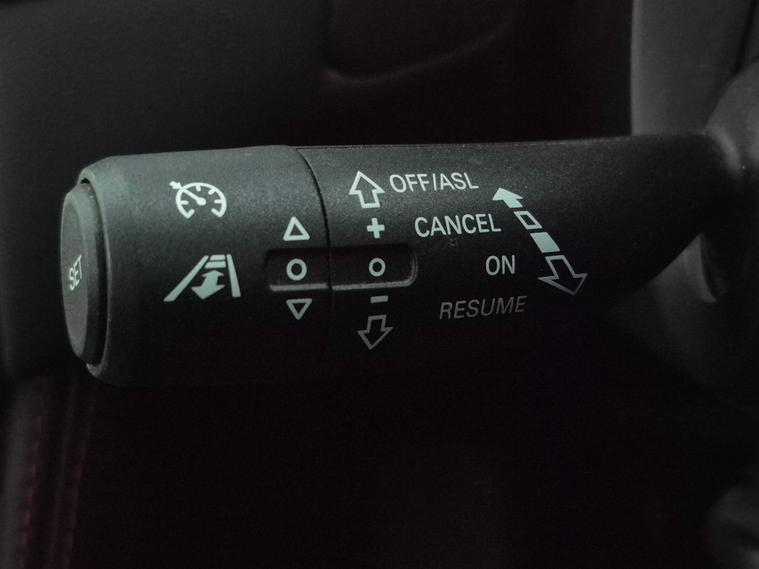 SET
OFF/ASL
+
CANCEL
ON
−
RESUME